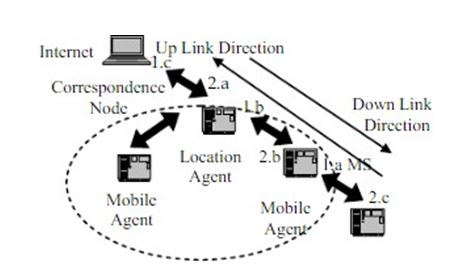 Internet
Up Link Direction
1.c
Correspondence
Node
2.a
1.b
Down Link
Direction
Location
Agent
2.b
1.a MS
2.c
Mobile
Agent
Mobile
Agent